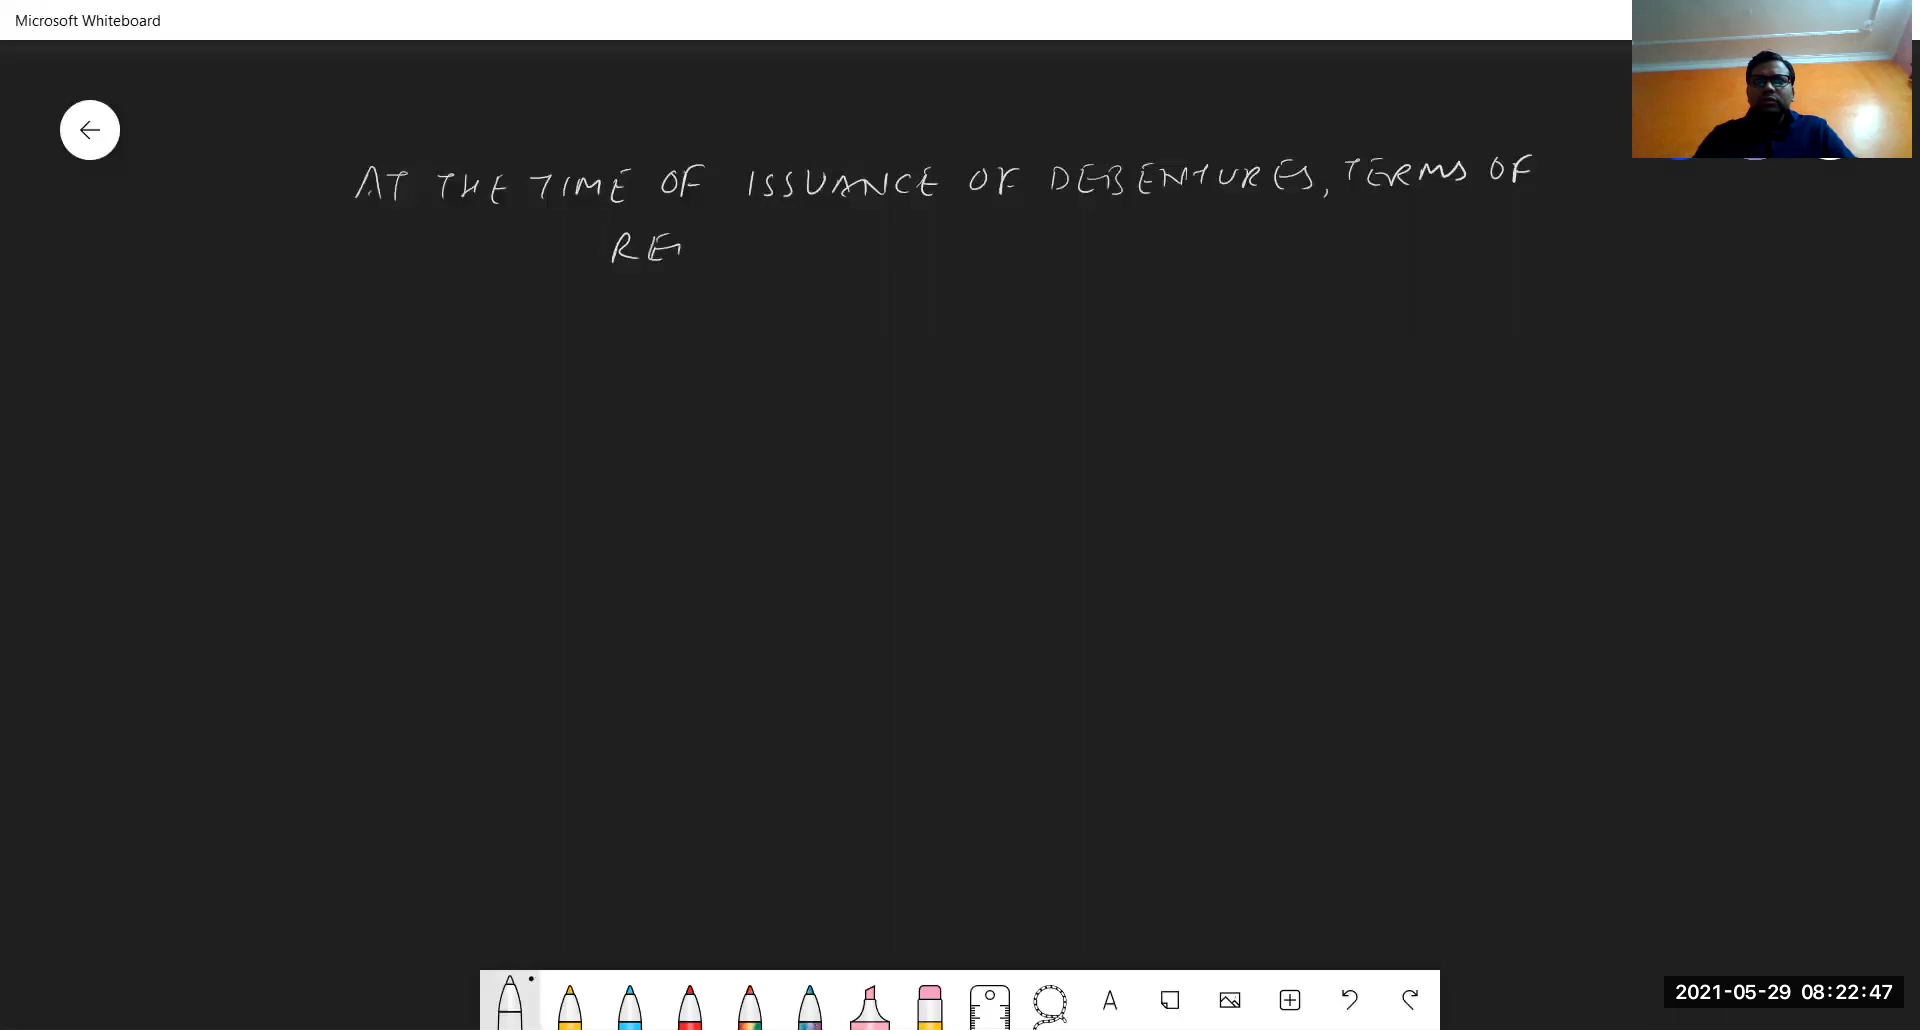 Microsoft Whiteboard
AT THE TIME OF ISSUANCE OF DEBENTURES, TERMS OF
RE
2021-05-29 08:22:47